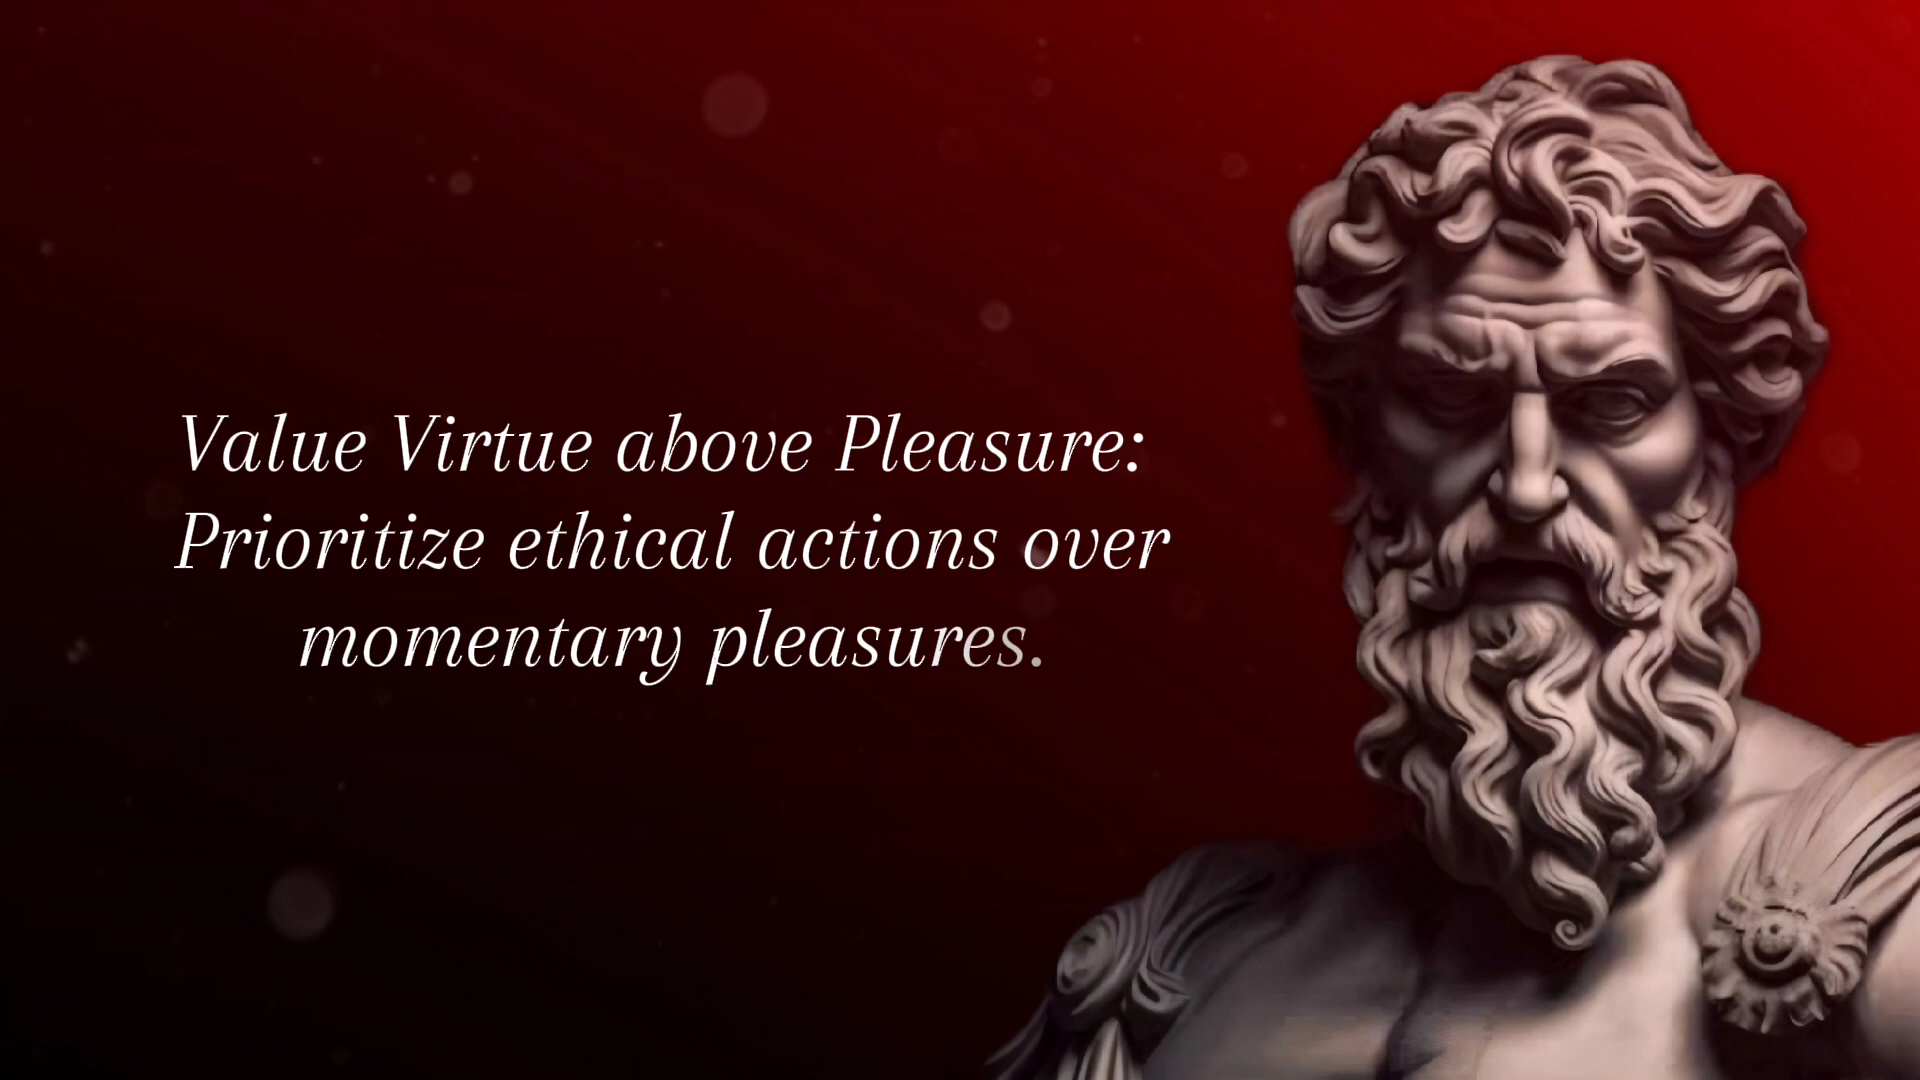 Value Virtue above Pleasure:
Prioritize ethical actions over
momentary pleasures.